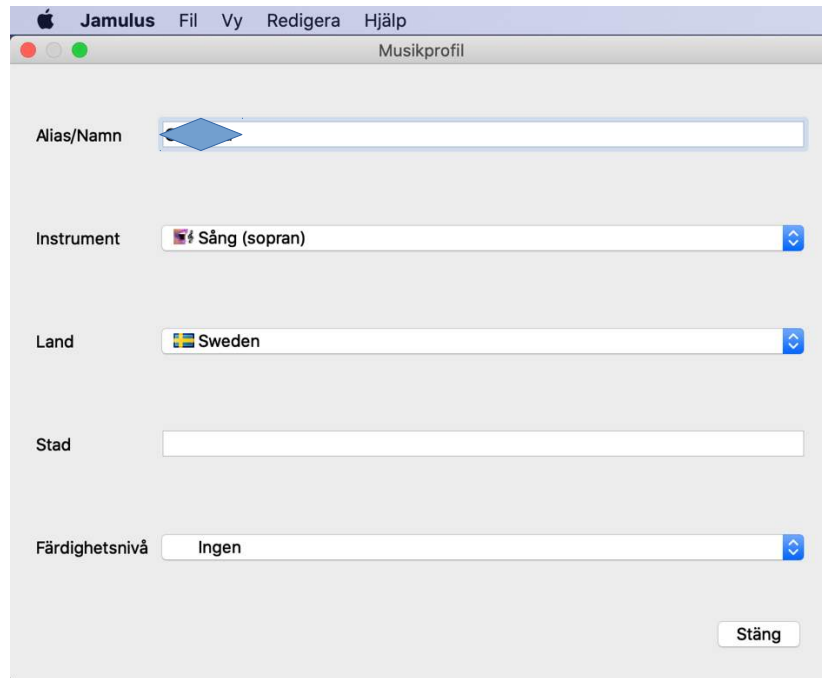 Jamulus Fil Vy Redigera Hjälp
Musikprofil
Alias/Namn
Instrument Sång (sopran)
Land Sweden
Stad
Färdighetsnivå Ingen
Stäng